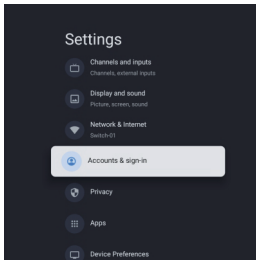 Settings
Channels and inputs
Channels, external inputs
Display and sound
Picture, screen, sound
Network & Internet
Switch-01
Accounts & sign-in
Privacy
Apps
Device Preferences